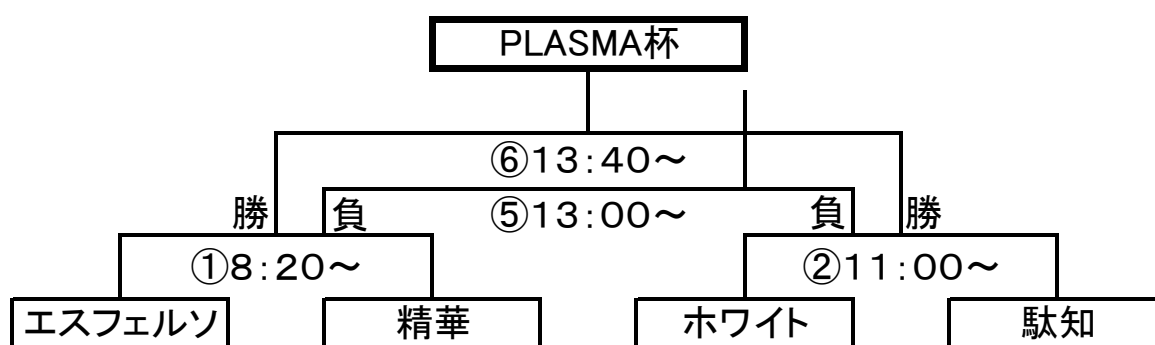 PLASMA杯
⑥13:40～
勝 負 ⑤13:00～ 負 勝
①8:20～ ②11:00～
エスフェルソ 精華 ホワイト 駄知